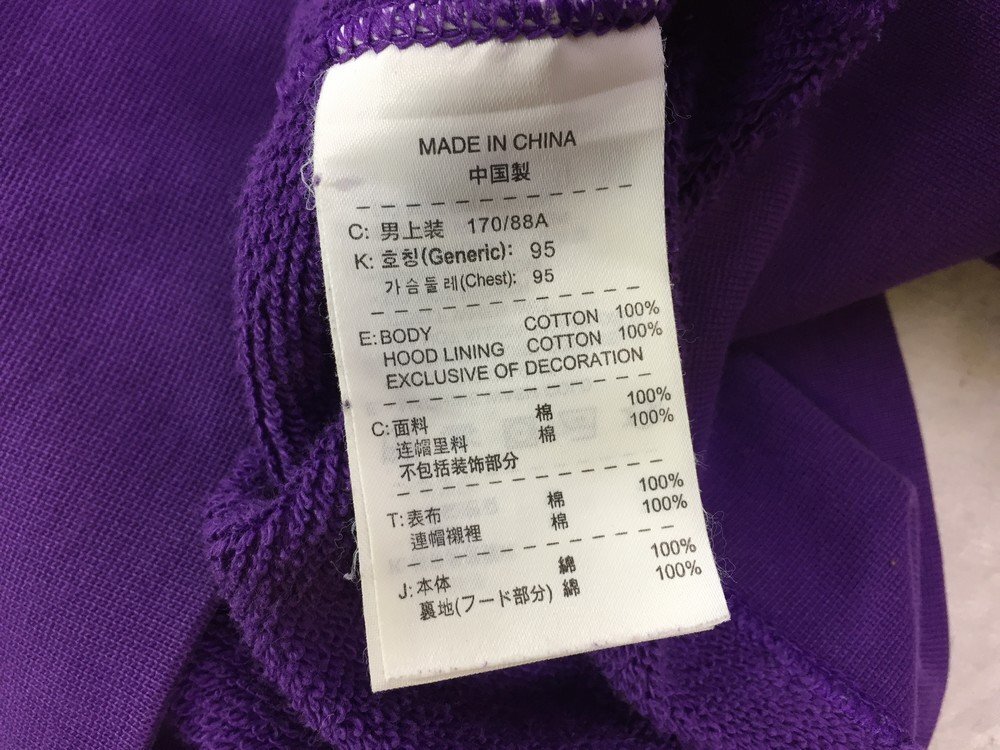 MADE IN CHINA
中国製
C: 男上装 170/88A
K: 호칭(Generic): 95
가슴둘레(Chest): 95
E: BODY COTTON 100%
HOOD LINING COTTON 100%
EXCLUSIVE OF DECORATION
C: 面料 棉 100%
连帽里料 棉 100%
不包括装饰部分
T: 表布 棉 100%
連帽襯裡 棉 100%
J: 本体 綿 100%
裏地(フード部分) 綿 100%